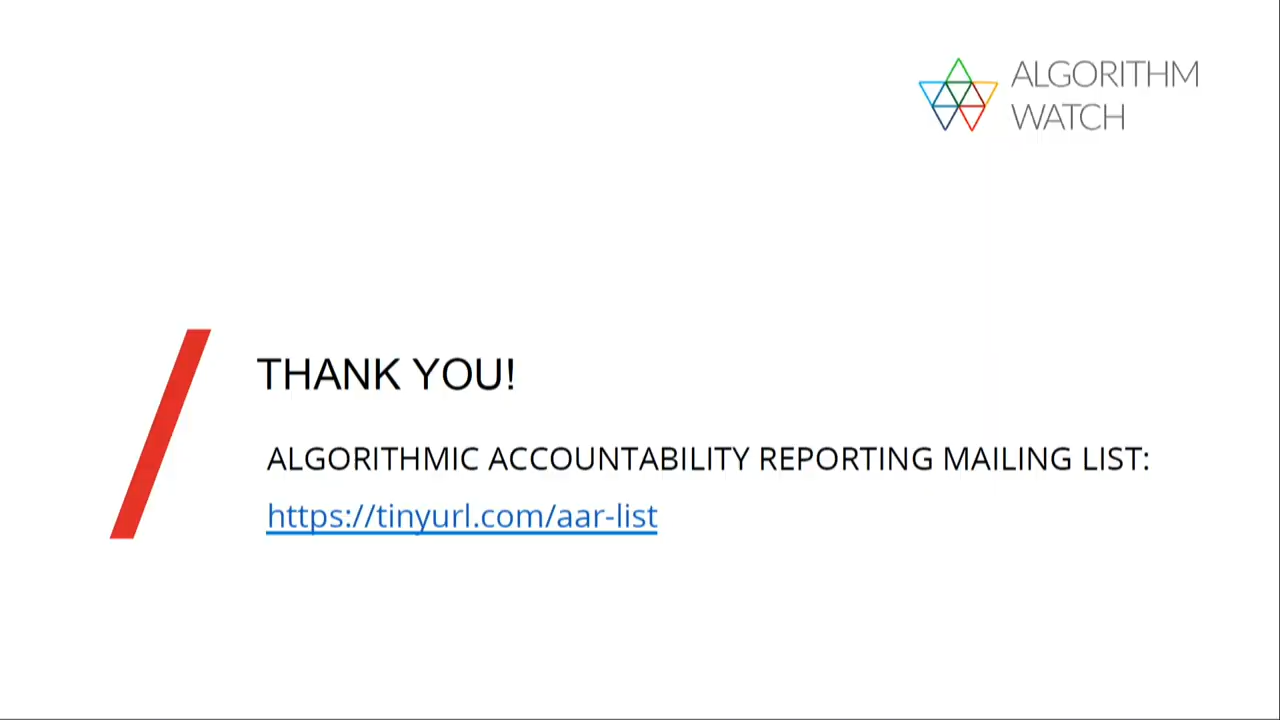 ALGORITHM
WATCH
THANK YOU!
ALGORITHMIC ACCOUNTABILITY REPORTING MAILING LIST:
https://tinyurl.com/aar-list